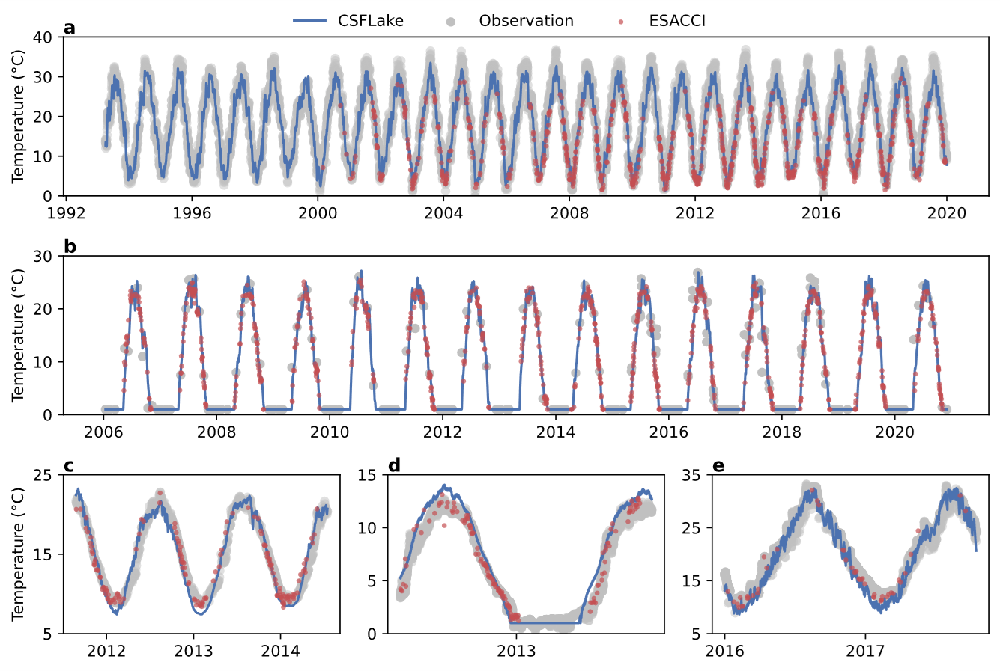 CSFLake Observation ESACCI
a
Temperature (°C)
40
30
20
10
0
1992 1996 2000 2004 2008 2012 2016 2020
b
Temperature (°C)
30
20
10
0
2006 2008 2010 2012 2014 2016 2018 2020
c
Temperature (°C)
25
15
5
2012 2013 2014
d
15
10
5
0
2013
e
35
25
15
5
2016 2017